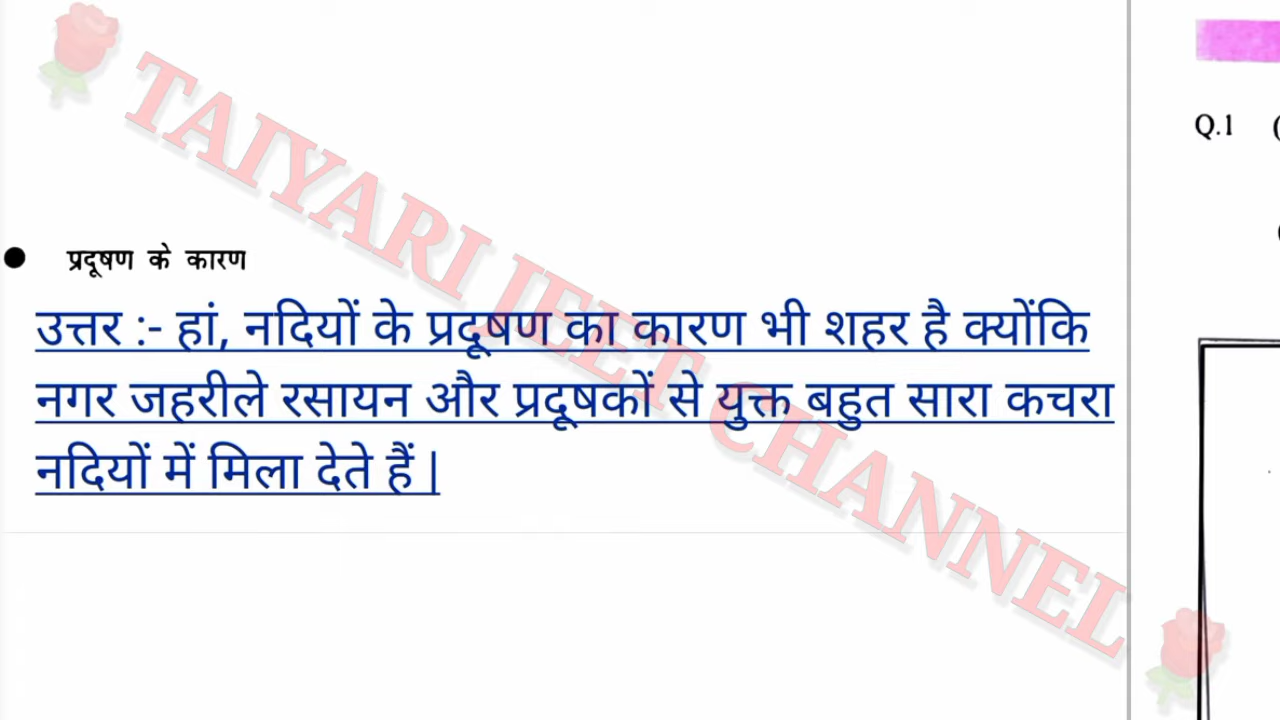 TAIYARI JEET CHANNEL
● प्रदूषण के कारण
उत्तर :- हां, नदियों के प्रदूषण का कारण भी शहर है क्योंकि
नगर जहरीले रसायन और प्रदूषकों से युक्त बहुत सारा कचरा
नदियों में मिला देते हैं |
Q.1